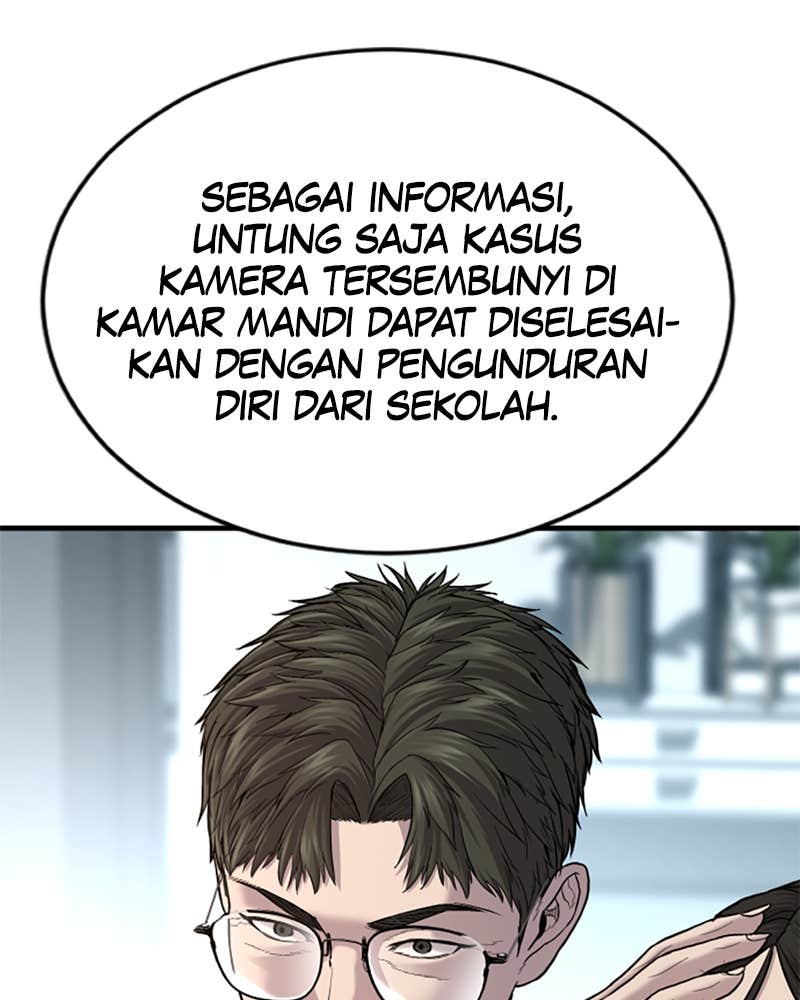 SEBAGAI INFORMASI,
UNTUNG SAJA KASUS
KAMERA TERSEMBUNYI DI
KAMAR MANDI DAPAT DISELESAI-
KAN DENGAN PENGUNDURAN
DIRI DARI SEKOLAH.